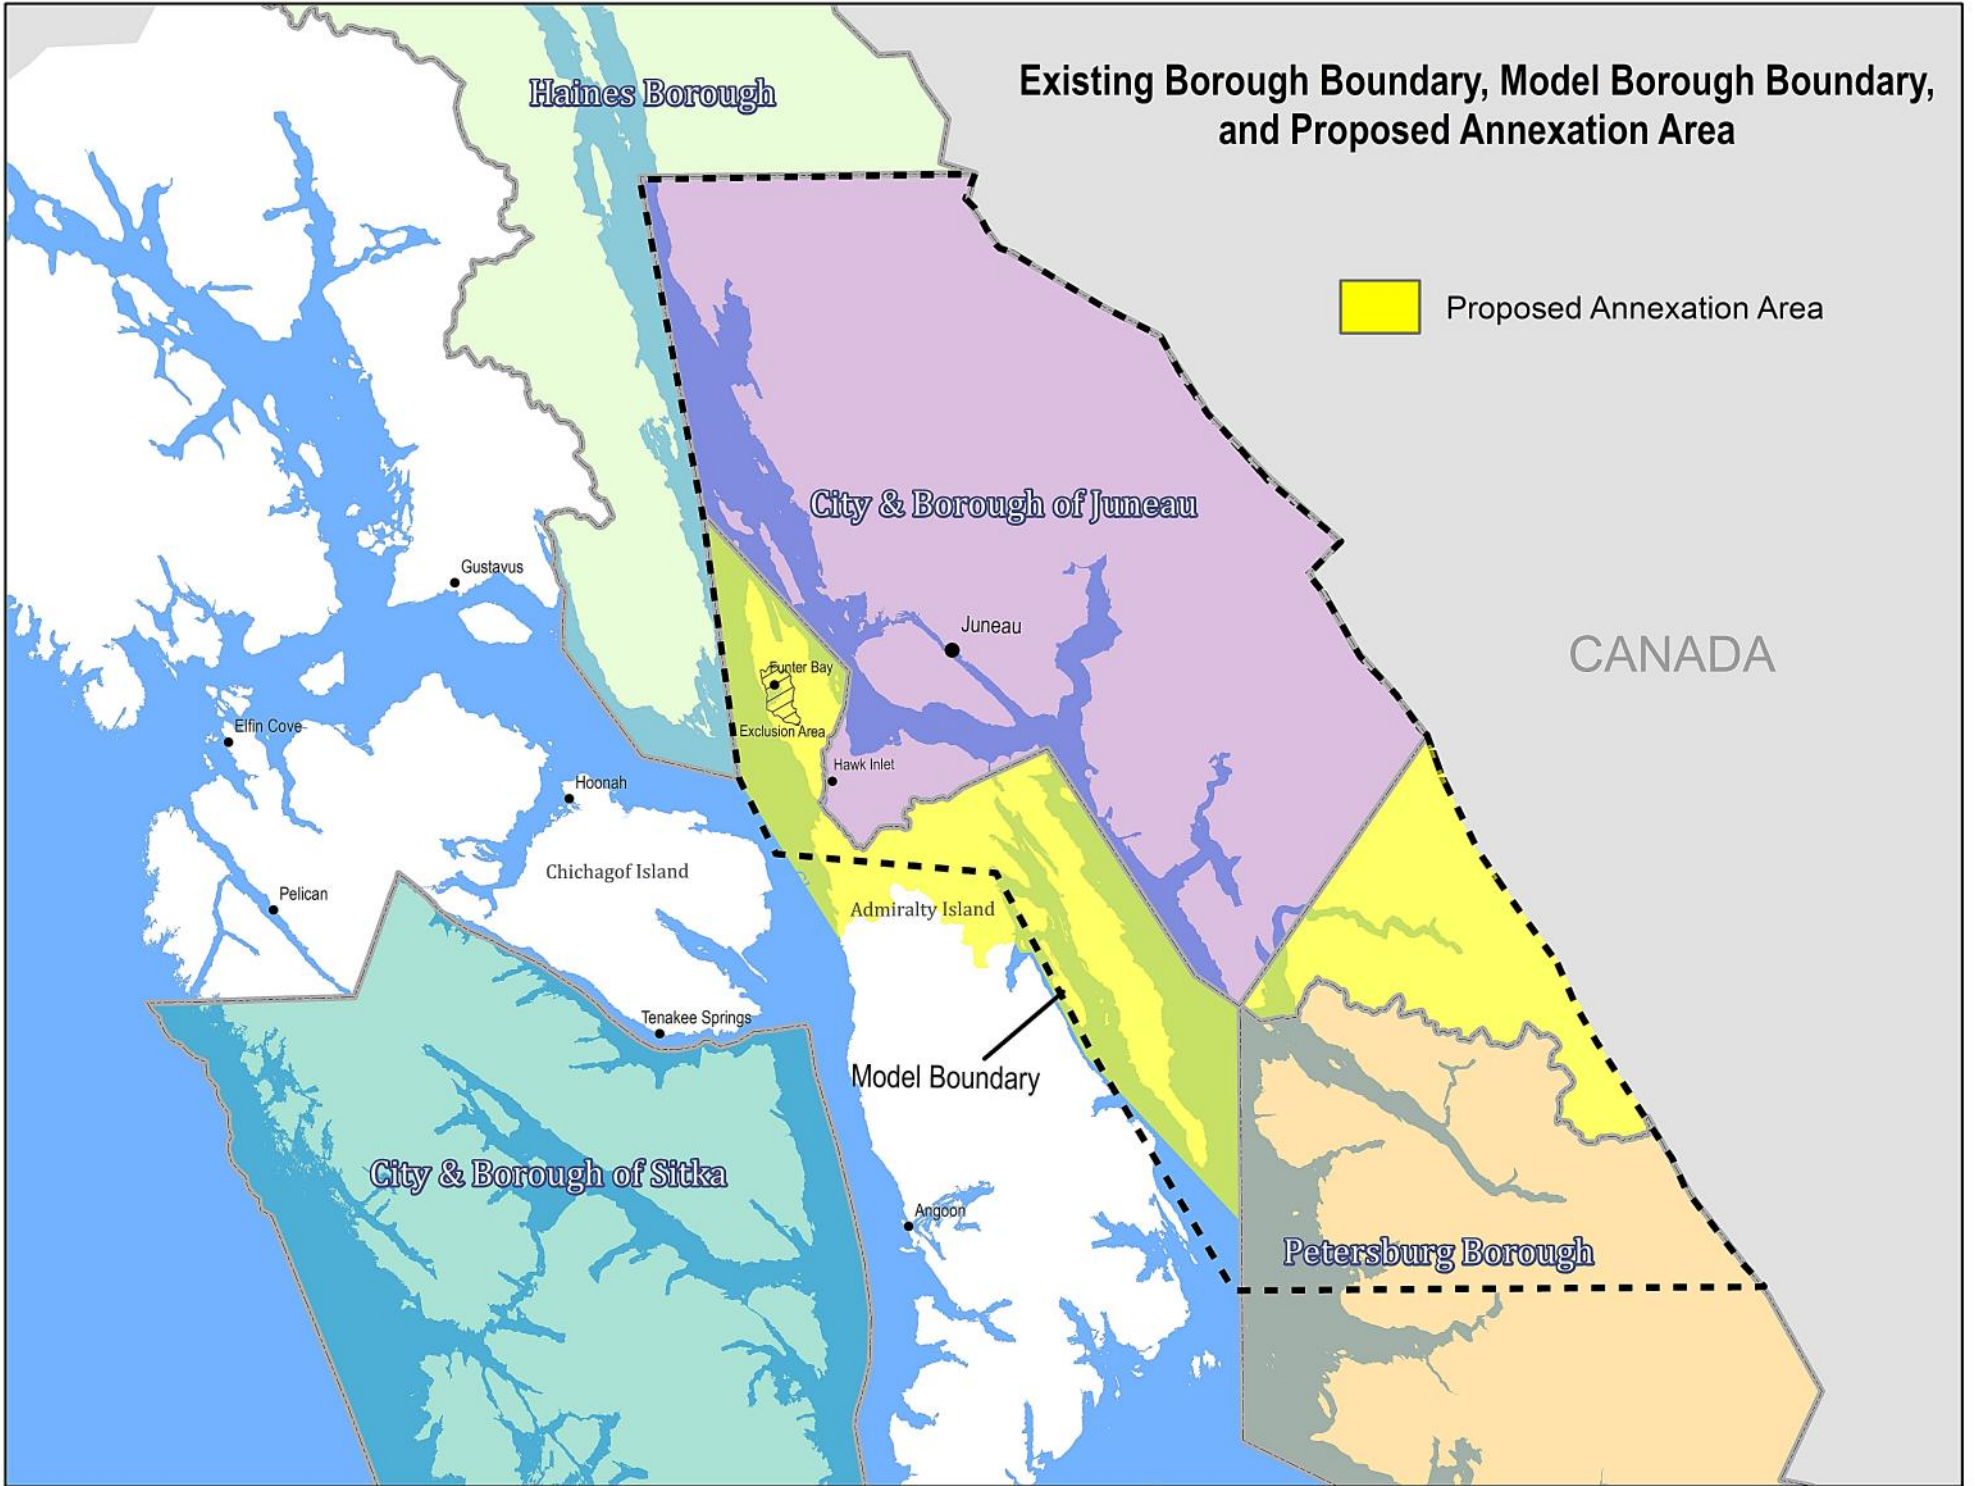 Existing Borough Boundary, Model Borough Boundary,
and Proposed Annexation Area
Haines Borough
Proposed Annexation Area
City & Borough of Juneau
Gustavus
Juneau
CANADA
Funter Bay
Exclusion Area
Elfin Cove
Hawk Inlet
Hoonah
Chichagof Island
Pelican
Admiralty Island
Tenakee Springs
Model Boundary
City & Borough of Sitka
Angoon
Petersburg Borough